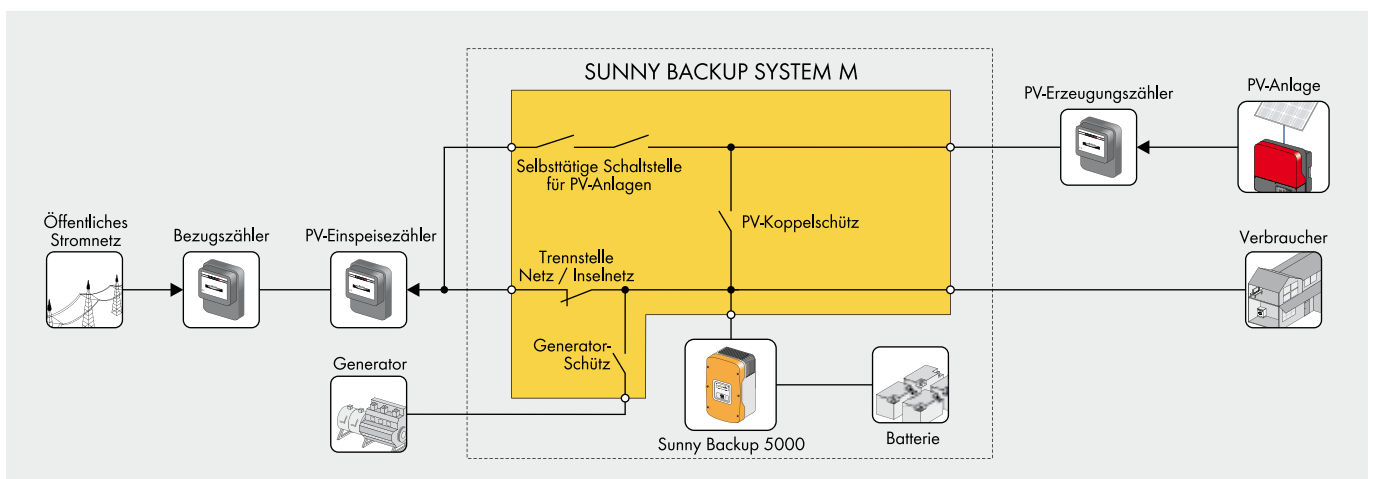 SUNNY BACKUP SYSTEM M
PV-Anlage
PV-Erzeugungszähler
Selbsttätige Schaltstelle
für PV-Anlagen
Öffentliches
Stromnetz
Bezugszähler
PV-Einspeisezähler
PV-Koppelschütz
Verbraucher
Trennstelle
Netz / Inselnetz
Generator-
Schütz
Generator
Sunny Backup 5000
Batterie